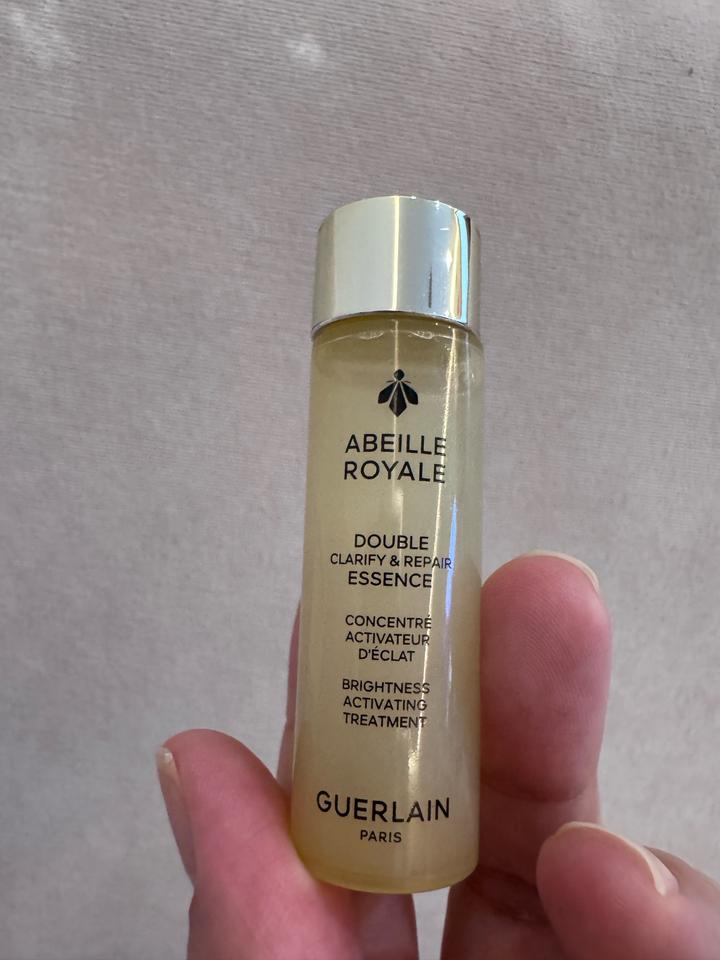 ABEILLE
ROYALE
DOUBLE
CLARIFY & REPAIR
ESSENCE
CONCENTRÉ
ACTIVATEUR
D'ÉCLAT
BRIGHTNESS
ACTIVATING
TREATMENT
GUERLAIN
PARIS